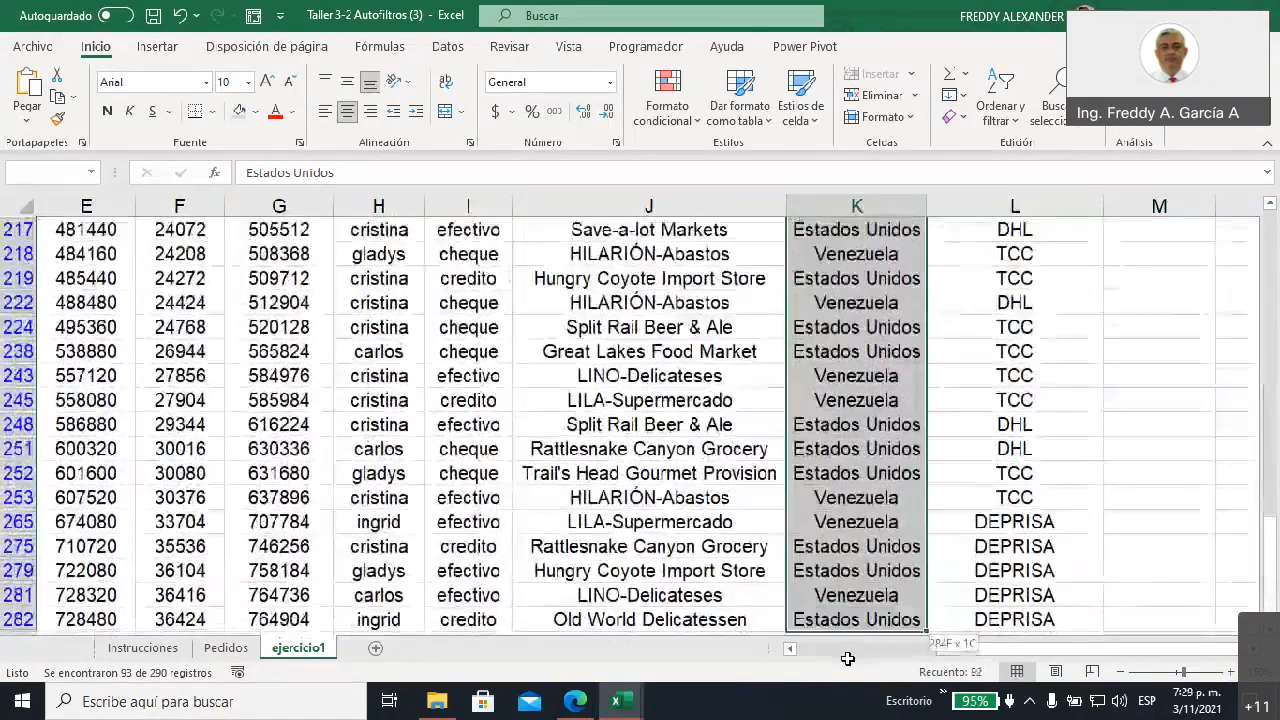 Autoguardado Taller 3-2 Autofiltros (3) - Excel Buscar FREDDY ALEXANDER
Archivo Inicio Insertar Disposición de página Fórmulas Datos Revisar Vista Programador Ayuda Power Pivot
Ing. Freddy A. García A
Pegar Arial 10 General Formato condicional Dar formato como tabla Estilos de celda Insertar Eliminar Formato Ordenar y filtrar
N K S
Portapapeles Fuente Alineación Número Estilos Celdas Edición Análisis
fx Estados Unidos
E F G H I J K L M
217 481440 24072 505512 cristina efectivo Save-a-lot Markets Estados Unidos DHL
218 484160 24208 508368 gladys cheque HILARIÓN-Abastos Venezuela TCC
219 485440 24272 509712 cristina credito Hungry Coyote Import Store Estados Unidos TCC
222 488480 24424 512904 cristina cheque HILARIÓN-Abastos Venezuela DHL
224 495360 24768 520128 cristina cheque Split Rail Beer & Ale Estados Unidos TCC
238 538880 26944 565824 carlos cheque Great Lakes Food Market Estados Unidos TCC
243 557120 27856 584976 cristina efectivo LINO-Delicateses Venezuela TCC
245 558080 27904 585984 cristina credito LILA-Supermercado Venezuela TCC
248 586880 29344 616224 cristina efectivo Split Rail Beer & Ale Estados Unidos DHL
251 600320 30016 630336 carlos cheque Rattlesnake Canyon Grocery Estados Unidos DHL
252 601600 30080 631680 gladys cheque Trail's Head Gourmet Provision Estados Unidos TCC
253 607520 30376 637896 cristina efectivo HILARIÓN-Abastos Venezuela TCC
265 674080 33704 707784 ingrid efectivo LILA-Supermercado Venezuela DEPRISA
275 710720 35536 746256 cristina credito Rattlesnake Canyon Grocery Estados Unidos DEPRISA
279 722080 36104 758184 gladys efectivo Hungry Coyote Import Store Estados Unidos DEPRISA
281 728320 36416 764736 carlos efectivo LINO-Delicateses Venezuela DEPRISA
282 728480 36424 764904 ingrid credito Old World Delicatessen Estados Unidos DEPRISA
Instrucciones ejercicio1
Listo Se encontraron 93 de 290 registros Recuento: 92
Escribe aquí para buscar Escritorio 95% ESP 7:29 p. m. 3/11/2021 +11